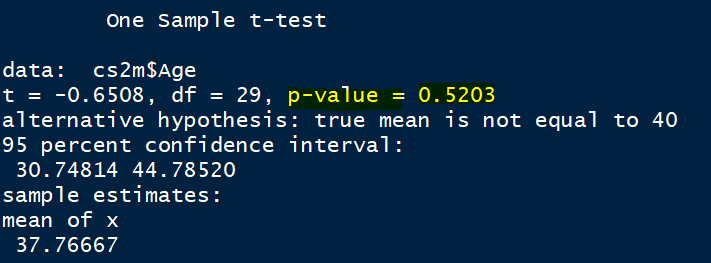 One Sample t-test
data: cs2m$Age
t = -0.6508, df = 29, p-value = 0.5203
alternative hypothesis: true mean is not equal to 40
95 percent confidence interval:
30.74814 44.78520
sample estimates:
mean of x
37.76667